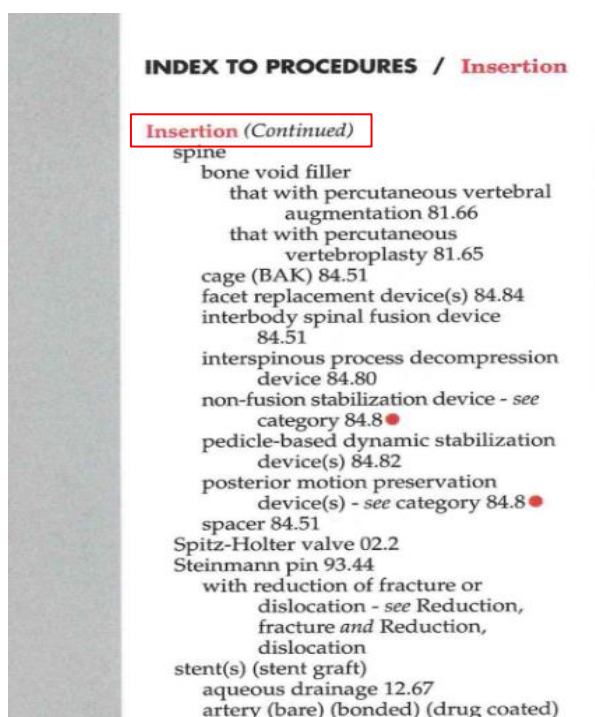 INDEX TO PROCEDURES / Insertion
Insertion (Continued)
spine
bone void filler
that with percutaneous vertebral
augmentation 81.66
that with percutaneous
vertebroplasty 81.65
cage (BAK) 84.51
facet replacement device(s) 84.84
interbody spinal fusion device
84.51
interspinous process decompression
device 84.80
non-fusion stabilization device - see
category 84.8
pedicle-based dynamic stabilization
device(s) 84.82
posterior motion preservation
device(s) - see category 84.8
spacer 84.51
Spitz-Holter valve 02.2
Steinmann pin 93.44
with reduction of fracture or
dislocation - see Reduction,
fracture and Reduction,
dislocation
stent(s) (stent graft)
aqueous drainage 12.67
artery (bare) (bonded) (drug coated)